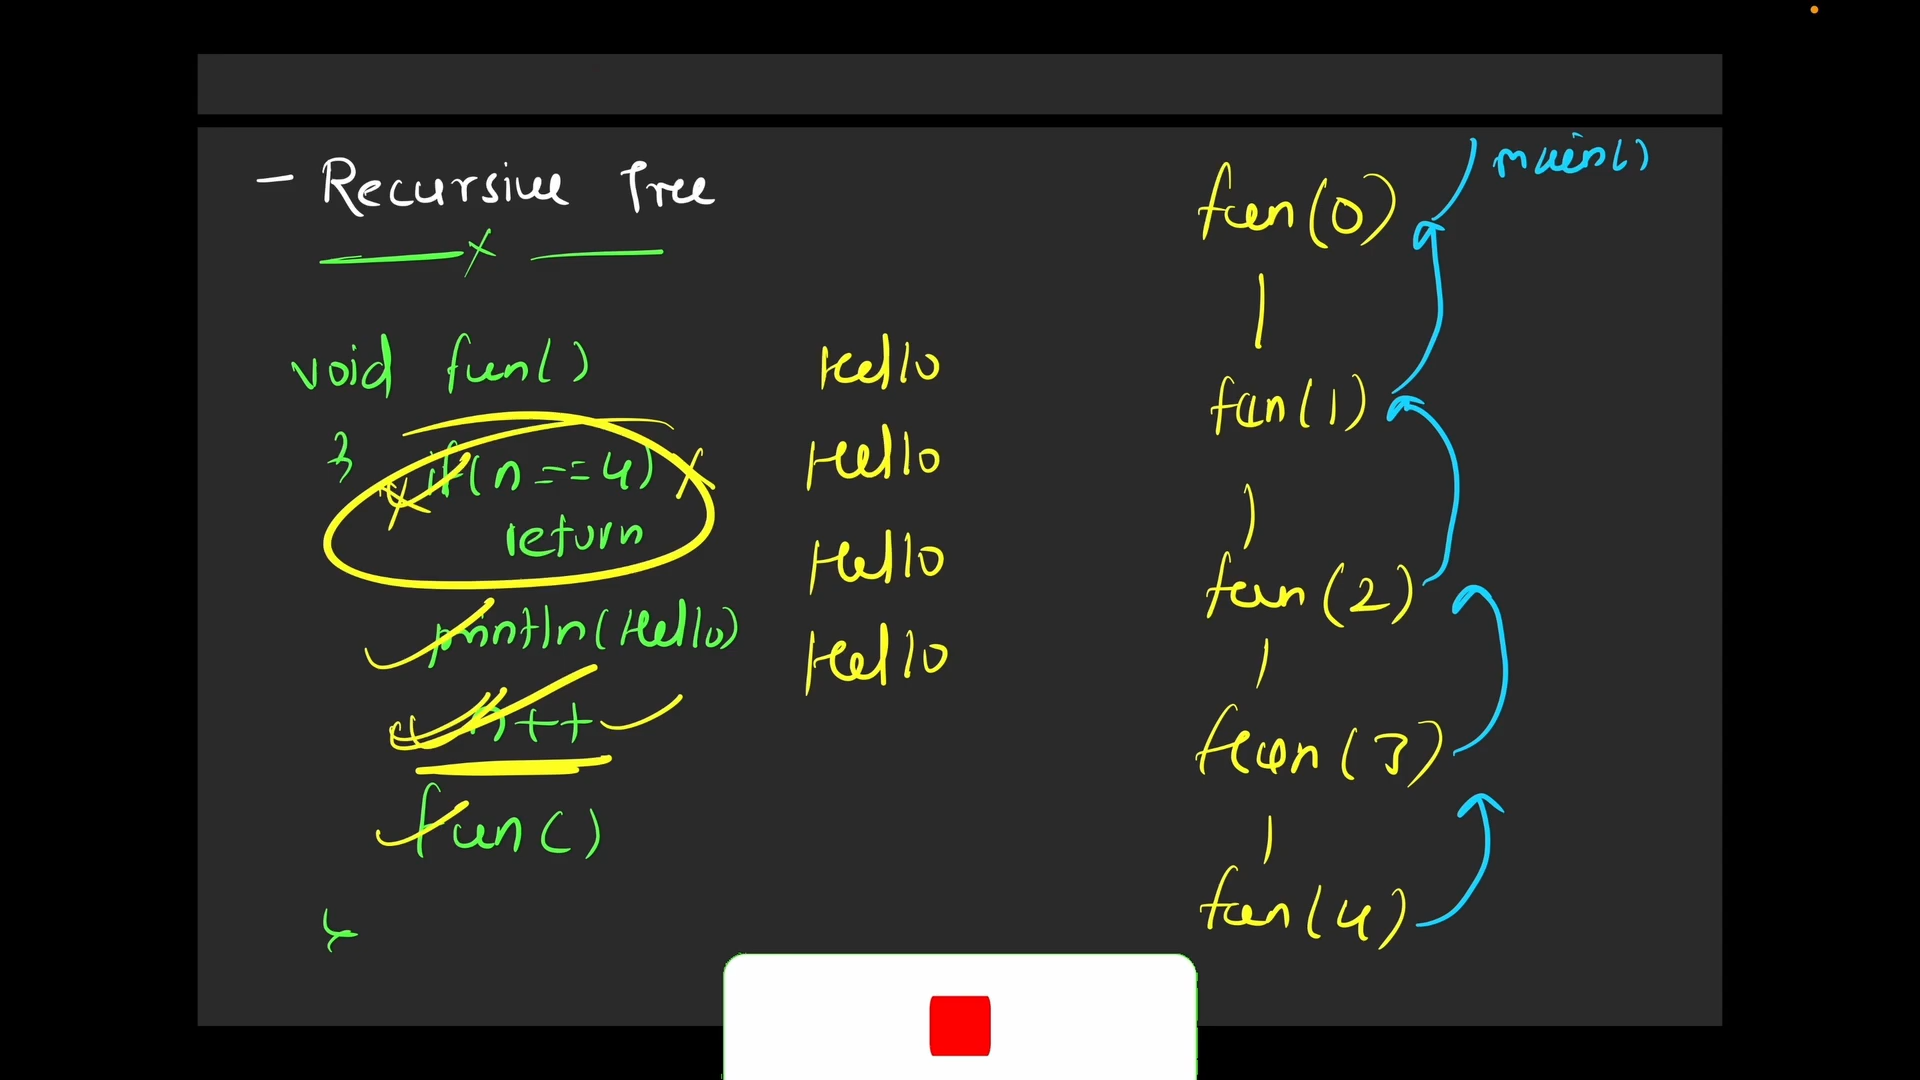 - Recursive Tree
void fun()
{ if(n==4)
return
println(Hello)
n++
fun()
}
Hello
Hello
Hello
Hello
main()
fun(0)
fun(1)
fun(2)
fun(3)
fun(4)